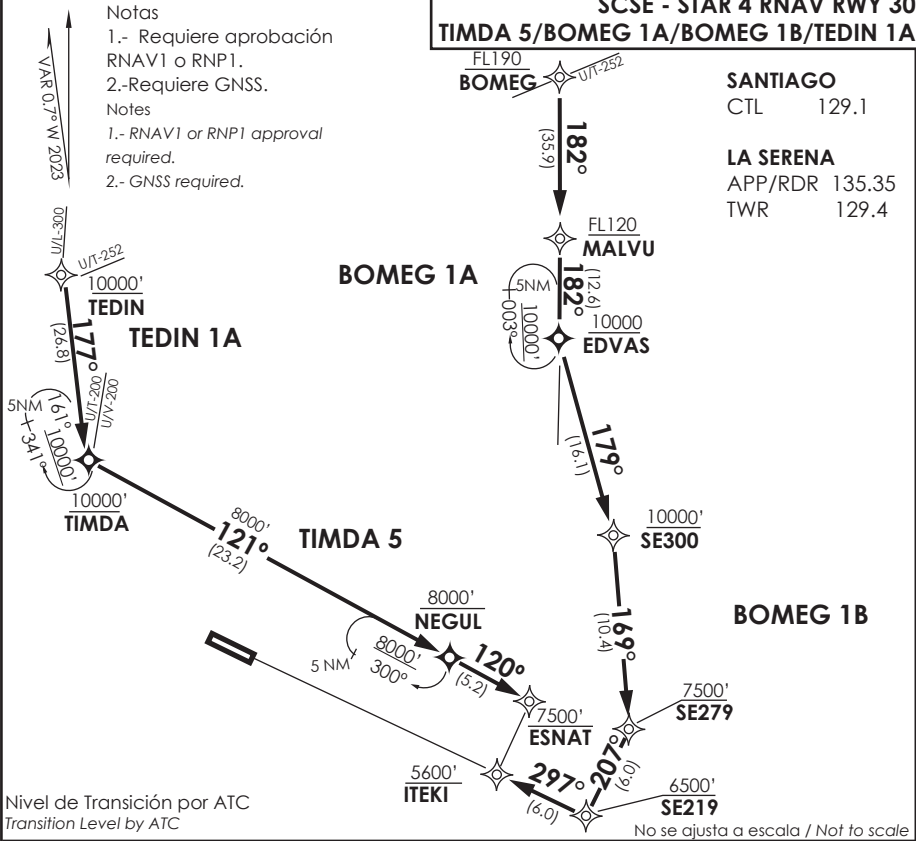 SCSE - STAR 4 RNAV RWY 30
TIMDA 5/BOMEG 1A/BOMEG 1B/TEDIN 1A
Notas
1.- Requiere aprobación
RNAV1 o RNP1.
2.-Requiere GNSS.
Notes
1.- RNAV1 or RNP1 approval
required.
2.- GNSS required.
VAR 0.7° W 2023
SANTIAGO
CTL 129.1
LA SERENA
APP/RDR 135.35
TWR 129.4
FL190
BOMEG
U/T-252
182°
(35.9)
FL120
MALVU
BOMEG 1A
182°
(12.6)
5NM
10000'
003°
10000
EDVAS
U/L-300
U/T-252
10000'
TEDIN
TEDIN 1A
177°
(26.8)
U/T-200
U/V-200
5NM
161°
10000'
341°
10000'
TIMDA
179°
(16.1)
10000'
SE300
8000'
121°
(23.2)
TIMDA 5
8000'
NEGUL
5 NM
8000'
300°
120°
(5.2)
7500'
ESNAT
BOMEG 1B
169°
(10.4)
7500'
SE279
207°
(6.0)
5600'
ITEKI
297°
(6.0)
6500'
SE219
Nivel de Transición por ATC
Transition Level by ATC
No se ajusta a escala / Not to scale